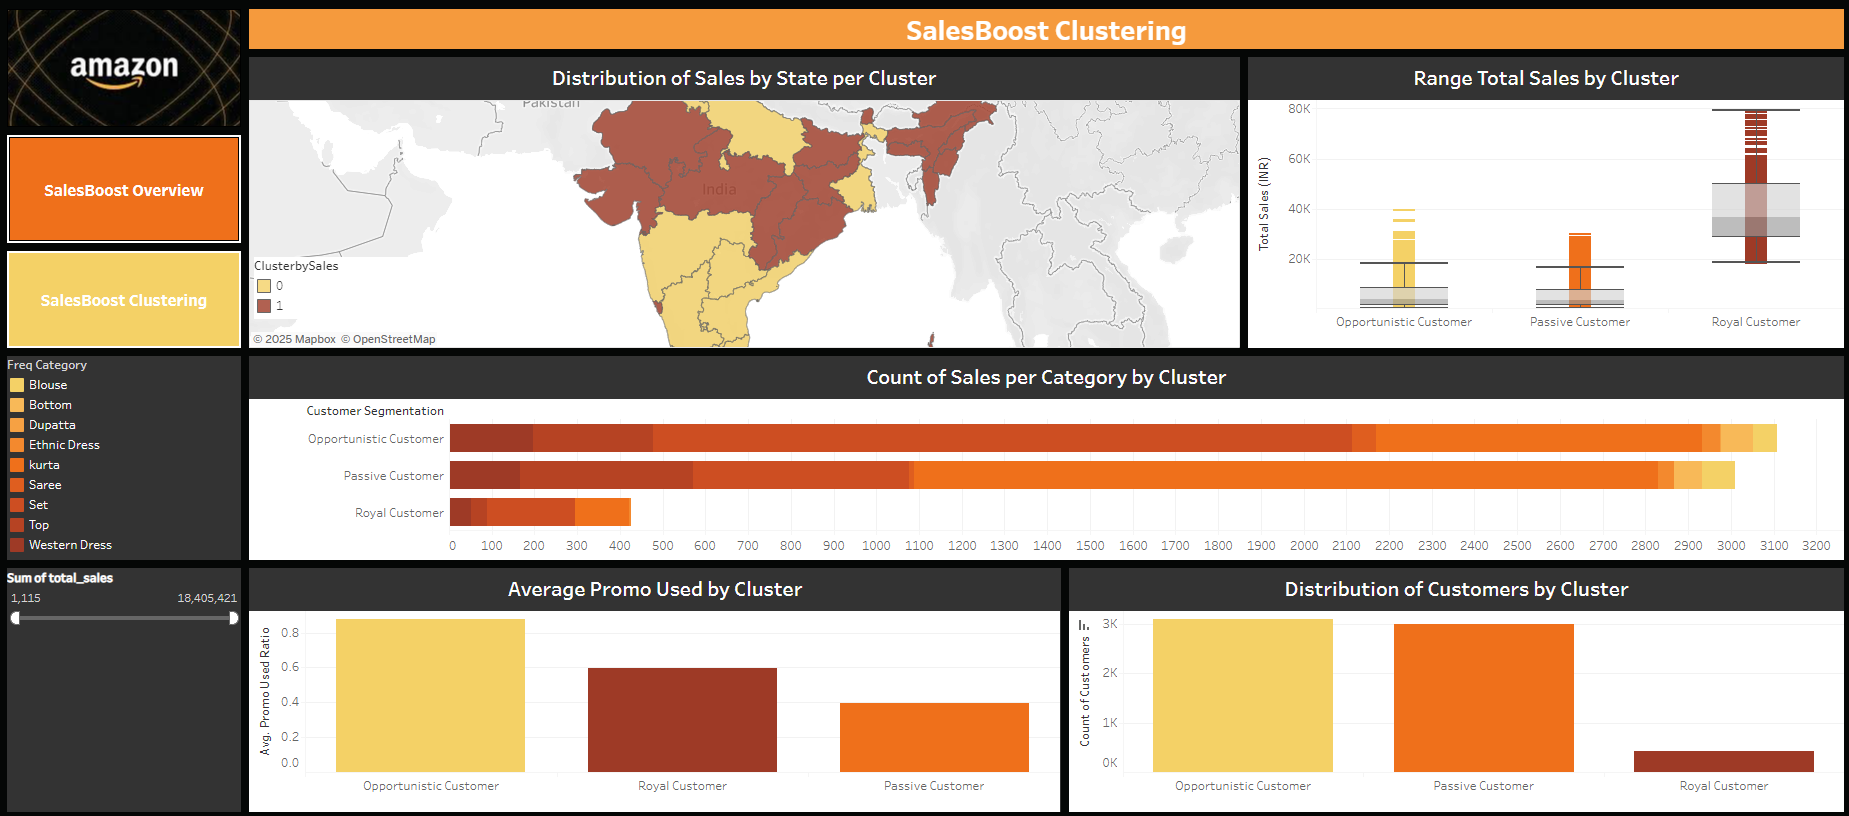 amazon
SalesBoost Clustering
SalesBoost Overview
SalesBoost Clustering
Distribution of Sales by State per Cluster
Pakistan
India
ClusterbySales
0
1
© 2025 Mapbox © OpenStreetMap
Range Total Sales by Cluster
Total Sales (INR)
80K
60K
40K
20K
Opportunistic Customer
Passive Customer
Royal Customer
Freq Category
Blouse
Bottom
Dupatta
Ethnic Dress
kurta
Saree
Set
Top
Western Dress
Count of Sales per Category by Cluster
Customer Segmentation
Opportunistic Customer
Passive Customer
Royal Customer
0 100 200 300 400 500 600 700 800 900 1000 1100 1200 1300 1400 1500 1600 1700 1800 1900 2000 2100 2200 2300 2400 2500 2600 2700 2800 2900 3000 3100 3200
Sum of total_sales
1,115 18,405,421
Average Promo Used by Cluster
Avg. Promo Used Ratio
0.8
0.6
0.4
0.2
0.0
Opportunistic Customer
Royal Customer
Passive Customer
Distribution of Customers by Cluster
Count of Customers
3K
2K
1K
0K
Opportunistic Customer
Passive Customer
Royal Customer